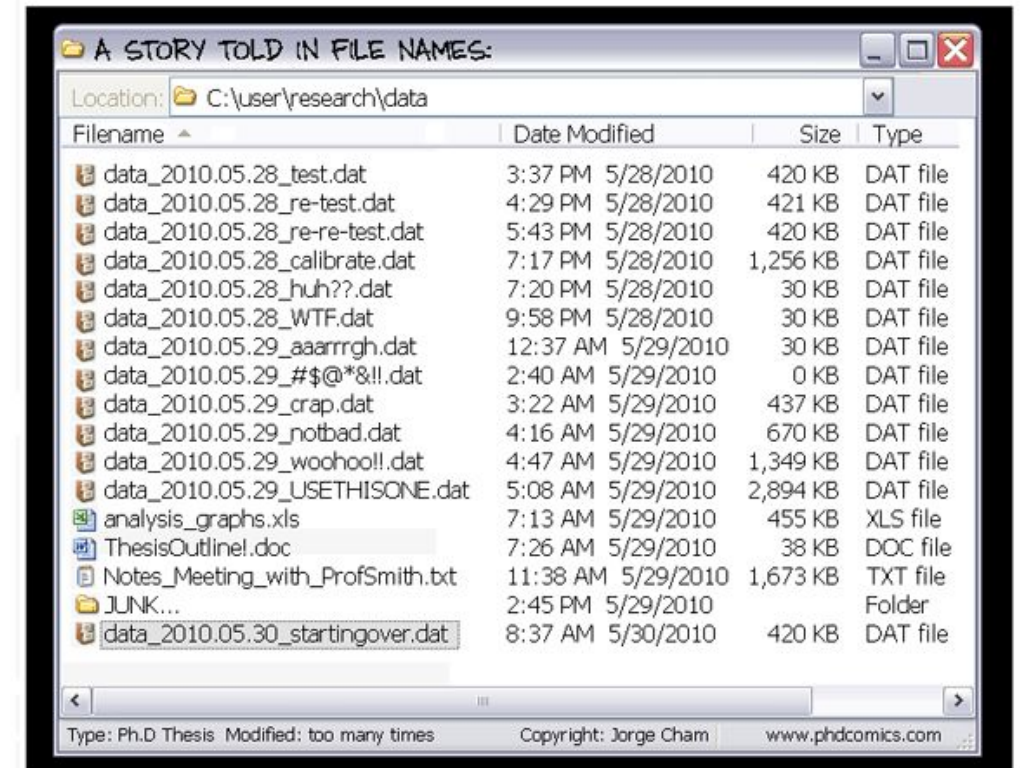 A STORY TOLD IN FILE NAMES:
Location: C:\user\research\data
Filename Date Modified Size Type
data_2010.05.28_test.dat 3:37 PM 5/28/2010 420 KB DAT file
data_2010.05.28_re-test.dat 4:29 PM 5/28/2010 421 KB DAT file
data_2010.05.28_re-re-test.dat 5:43 PM 5/28/2010 420 KB DAT file
data_2010.05.28_calibrate.dat 7:17 PM 5/28/2010 1,256 KB DAT file
data_2010.05.28_huh??.dat 7:20 PM 5/28/2010 30 KB DAT file
data_2010.05.28_WTF.dat 9:58 PM 5/28/2010 30 KB DAT file
data_2010.05.29_aaarrrgh.dat 12:37 AM 5/29/2010 30 KB DAT file
data_2010.05.29_#$@*&!!.dat 2:40 AM 5/29/2010 0 KB DAT file
data_2010.05.29_crap.dat 3:22 AM 5/29/2010 437 KB DAT file
data_2010.05.29_notbad.dat 4:16 AM 5/29/2010 670 KB DAT file
data_2010.05.29_woohoo!!.dat 4:47 AM 5/29/2010 1,349 KB DAT file
data_2010.05.29_USETHISONE.dat 5:08 AM 5/29/2010 2,894 KB DAT file
analysis_graphs.xls 7:13 AM 5/29/2010 455 KB XLS file
ThesisOutline!.doc 7:26 AM 5/29/2010 38 KB DOC file
Notes_Meeting_with_ProfSmith.txt 11:38 AM 5/29/2010 1,673 KB TXT file
JUNK... 2:45 PM 5/29/2010 Folder
data_2010.05.30_startingover.dat 8:37 AM 5/30/2010 420 KB DAT file
Type: Ph.D Thesis Modified: too many times Copyright: Jorge Cham www.phdcomics.com